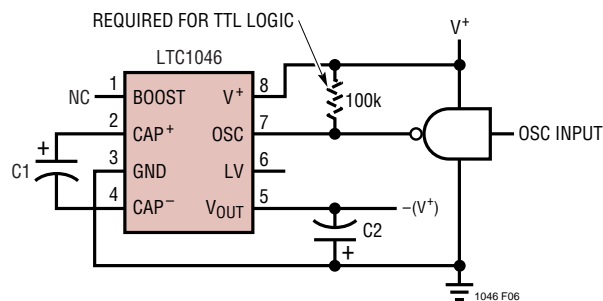 REQUIRED FOR TTL LOGIC
V+
LTC1046
NC
1
BOOST
V+
8
100k
2
CAP+
OSC
7
OSC INPUT
+
C1
3
GND
LV
6
4
CAP−
VOUT
5
–(V+)
C2
+
1046 F06